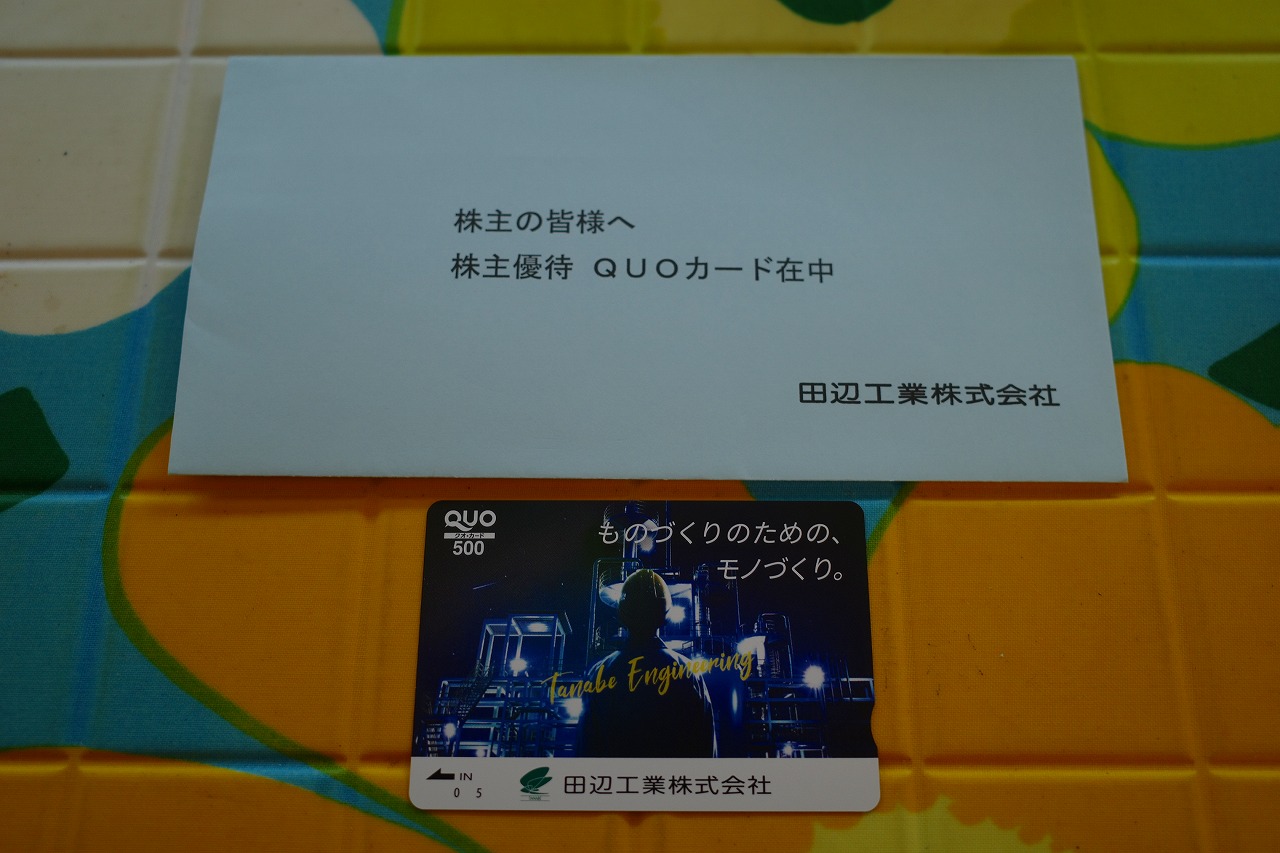 株主の皆様へ
株主優待 QUOカード在中
田辺工業株式会社
QUO
クオ・カード
500
ものづくりのための、
モノづくり。
Tanabe Engineering
IN
0 5
田辺工業株式会社